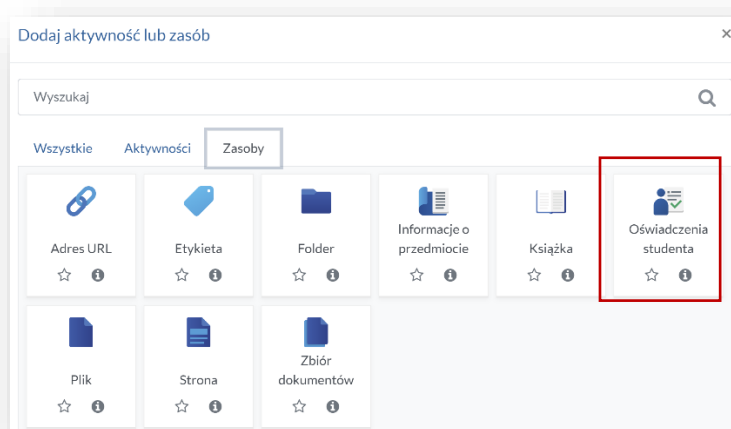 Dodaj aktywność lub zasób
×
Wyszukaj
Wszystkie Aktywności Zasoby
Adres URL
Etykieta
Folder
Informacje o
przedmiocie
Książka
Oświadczenia
studenta
Plik
Strona
Zbiór
dokumentów